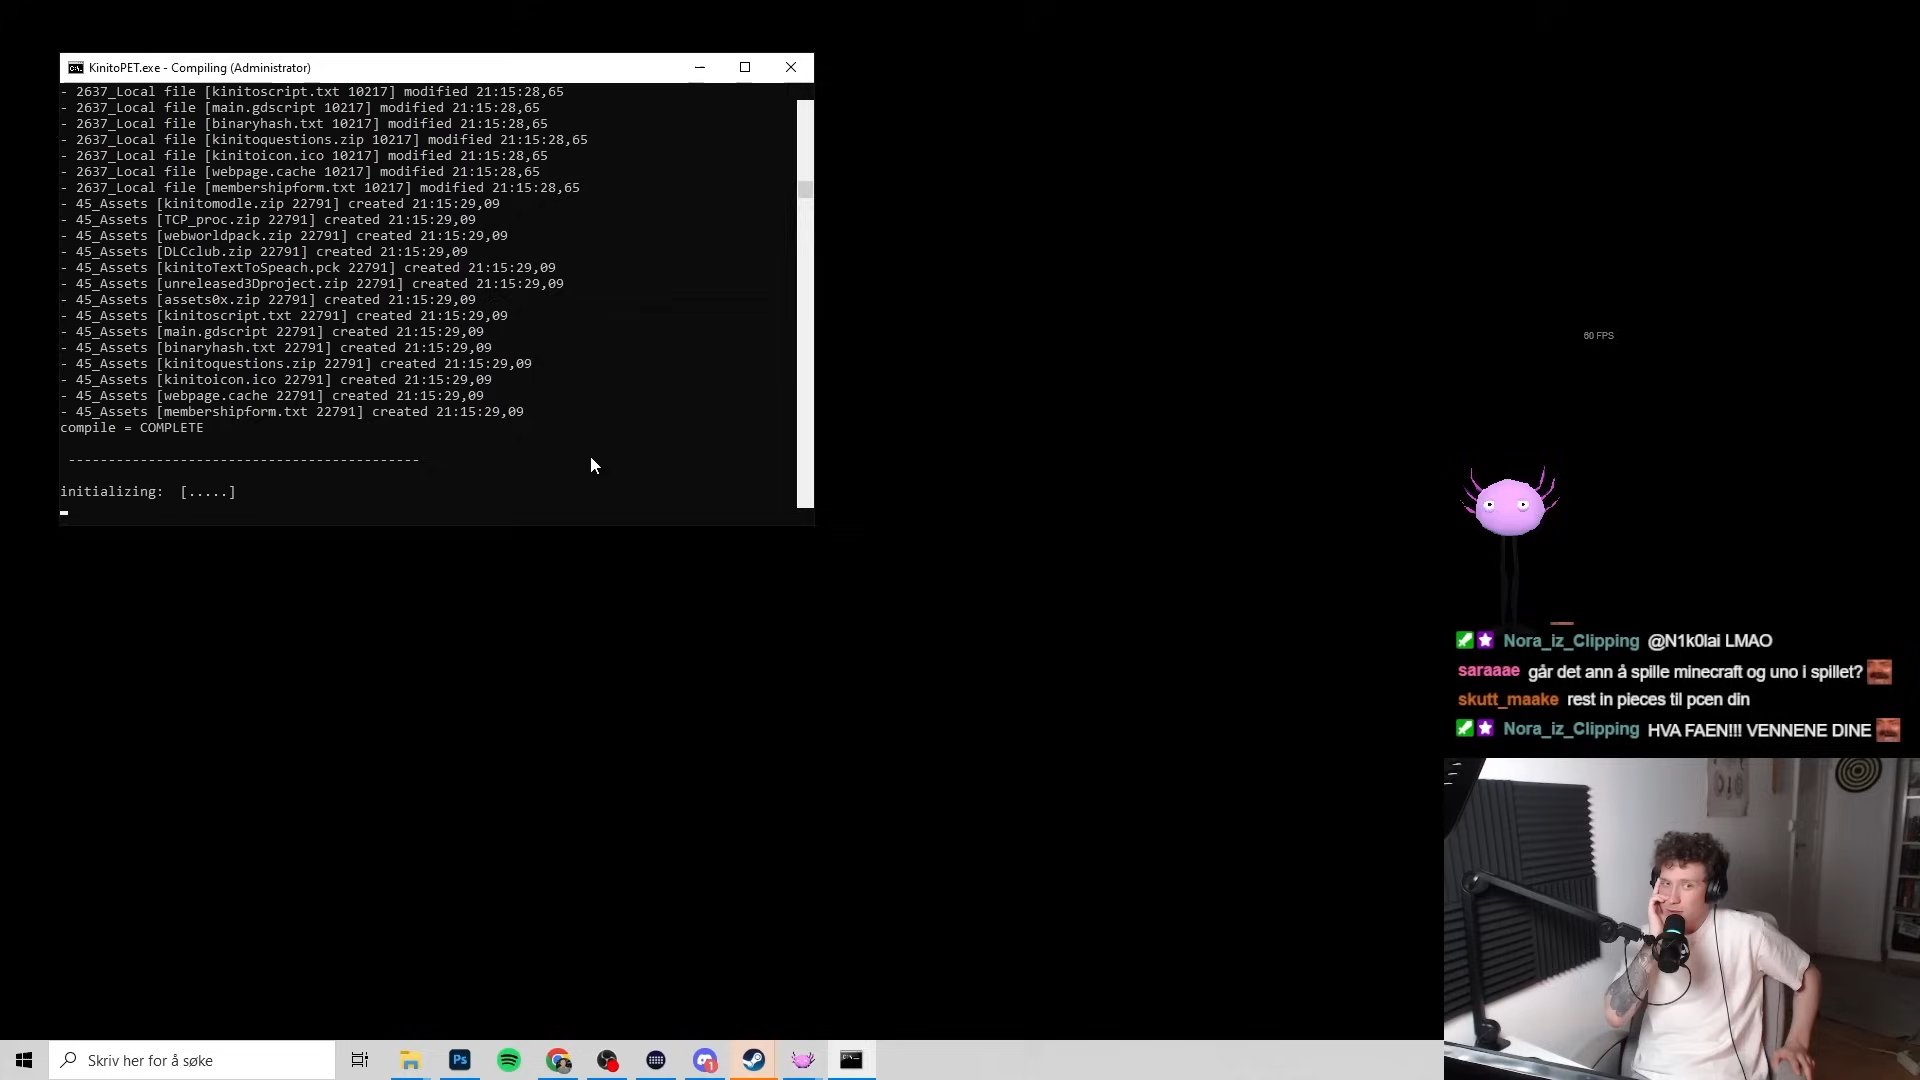 KinitoPET.exe - Compiling (Administrator)
- 2637_Local file [kinitoscript.txt 10217] modified 21:15:28,65
- 2637_Local file [main.gdscript 10217] modified 21:15:28,65
- 2637_Local file [binaryhash.txt 10217] modified 21:15:28,65
- 2637_Local file [kinitoquestions.zip 10217] modified 21:15:28,65
- 2637_Local file [kinitoicon.ico 10217] modified 21:15:28,65
- 2637_Local file [webpage.cache 10217] modified 21:15:28,65
- 2637_Local file [membershipform.txt 10217] modified 21:15:28,65
- 45_Assets [kinitomodle.zip 22791] created 21:15:29,09
- 45_Assets [TCP_proc.zip 22791] created 21:15:29,09
- 45_Assets [webworldpack.zip 22791] created 21:15:29,09
- 45_Assets [DLCclub.zip 22791] created 21:15:29,09
- 45_Assets [kinitoTextToSpeach.pck 22791] created 21:15:29,09
- 45_Assets [unreleased3Dproject.zip 22791] created 21:15:29,09
- 45_Assets [assets0x.zip 22791] created 21:15:29,09
- 45_Assets [kinitoscript.txt 22791] created 21:15:29,09
- 45_Assets [main.gdscript 22791] created 21:15:29,09
- 45_Assets [binaryhash.txt 22791] created 21:15:29,09
- 45_Assets [kinitoquestions.zip 22791] created 21:15:29,09
- 45_Assets [kinitoicon.ico 22791] created 21:15:29,09
- 45_Assets [webpage.cache 22791] created 21:15:29,09
- 45_Assets [membershipform.txt 22791] created 21:15:29,09
compile = COMPLETE
--------------------------------------------
initializing:  [.....]
60 FPS
Nora_iz_Clipping @N1k0lai LMAO
saraaae går det ann å spille minecraft og uno i spillet?
skutt_maake rest in pieces til pcen din
Nora_iz_Clipping HVA FAEN!!! VENNENE DINE
Skriv her for å søke
Ps
1